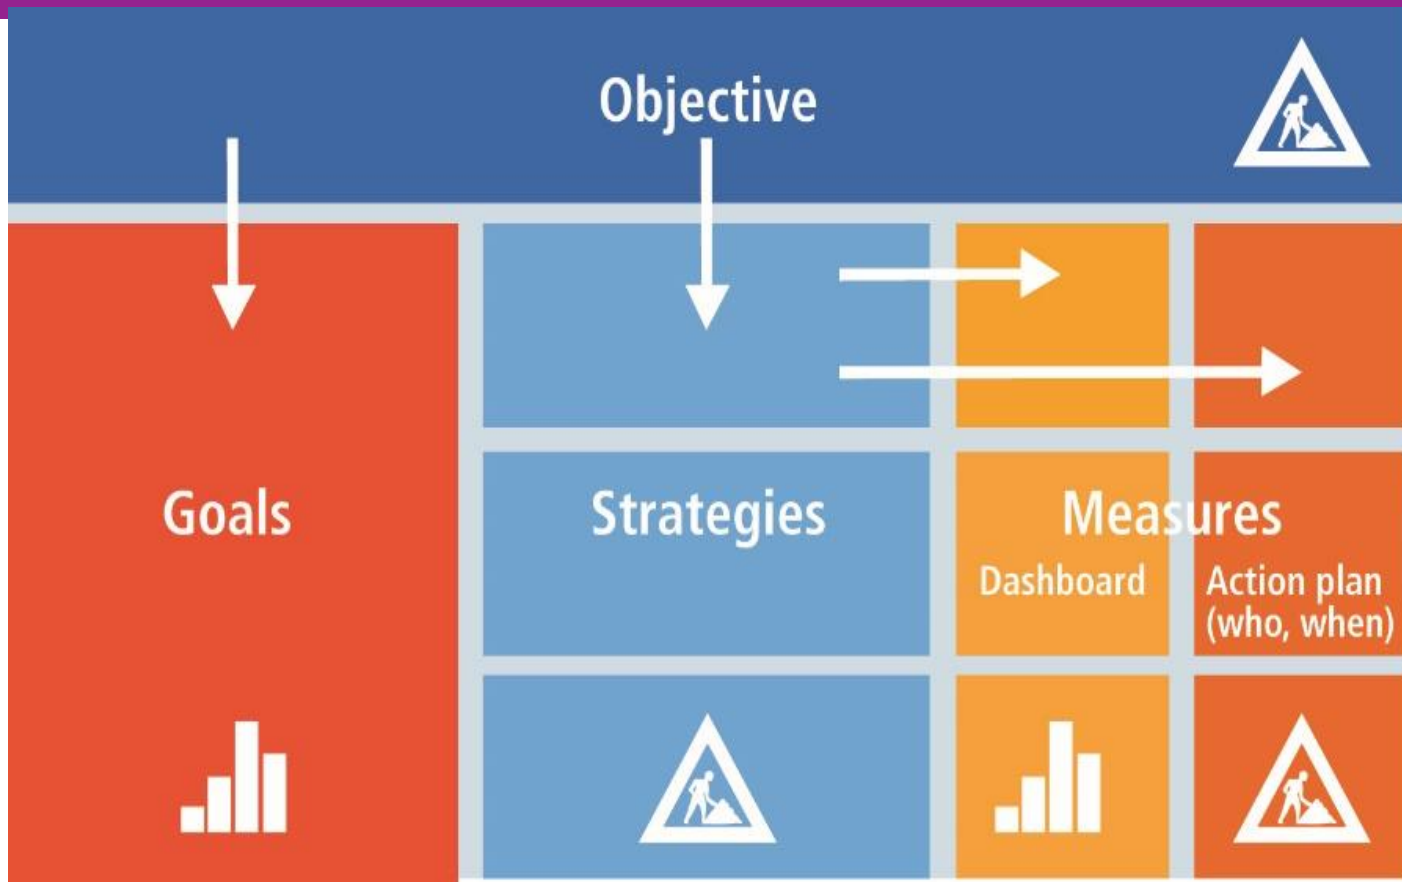 Objective
Goals
Strategies
Measures
Dashboard
Action plan
(who, when)